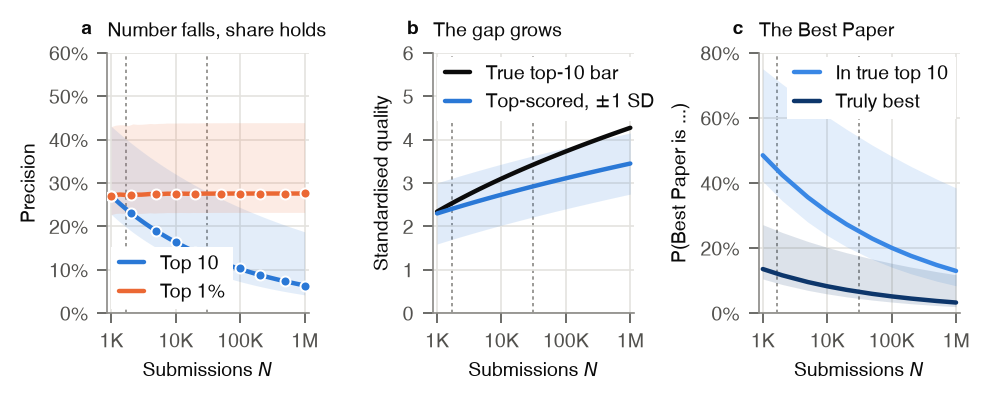 a Number falls, share holds
60%
50%
40%
30%
20%
10%
0%
Precision
Top 10
Top 1%
1K 10K 100K 1M
Submissions N
b The gap grows
6
5
4
3
2
1
0
Standardised quality
True top-10 bar
Top-scored, ±1 SD
1K 10K 100K 1M
Submissions N
c The Best Paper
80%
60%
40%
20%
0%
P(Best Paper is ...)
In true top 10
Truly best
1K 10K 100K 1M
Submissions N